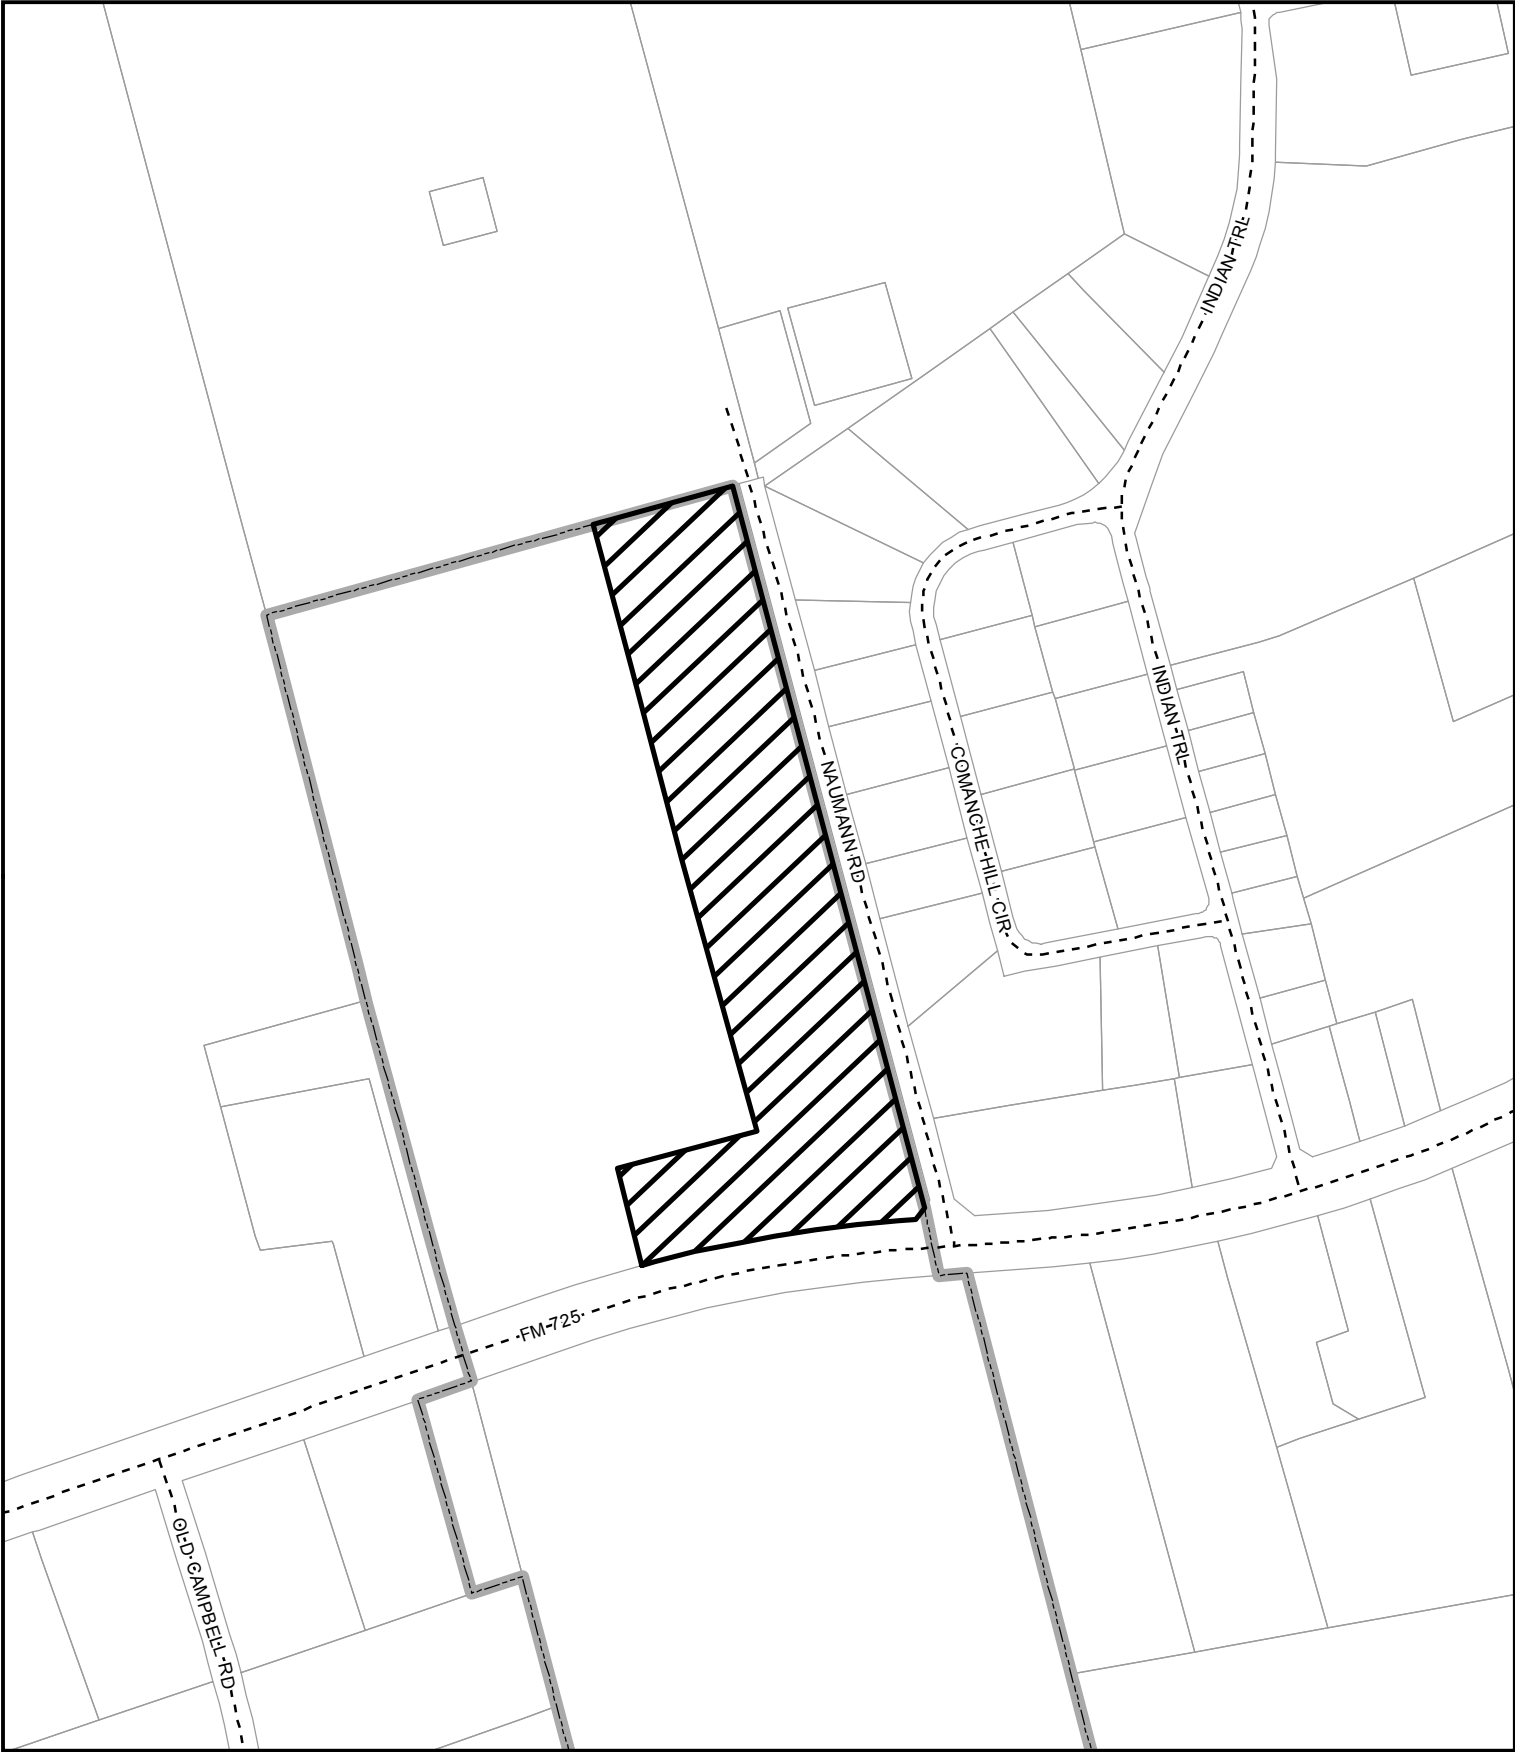 INDIAN TRL
INDIAN TRL
NAUMANN RD
COMANCHE HILL CIR
FM 725
OLD CAMPBELL RD